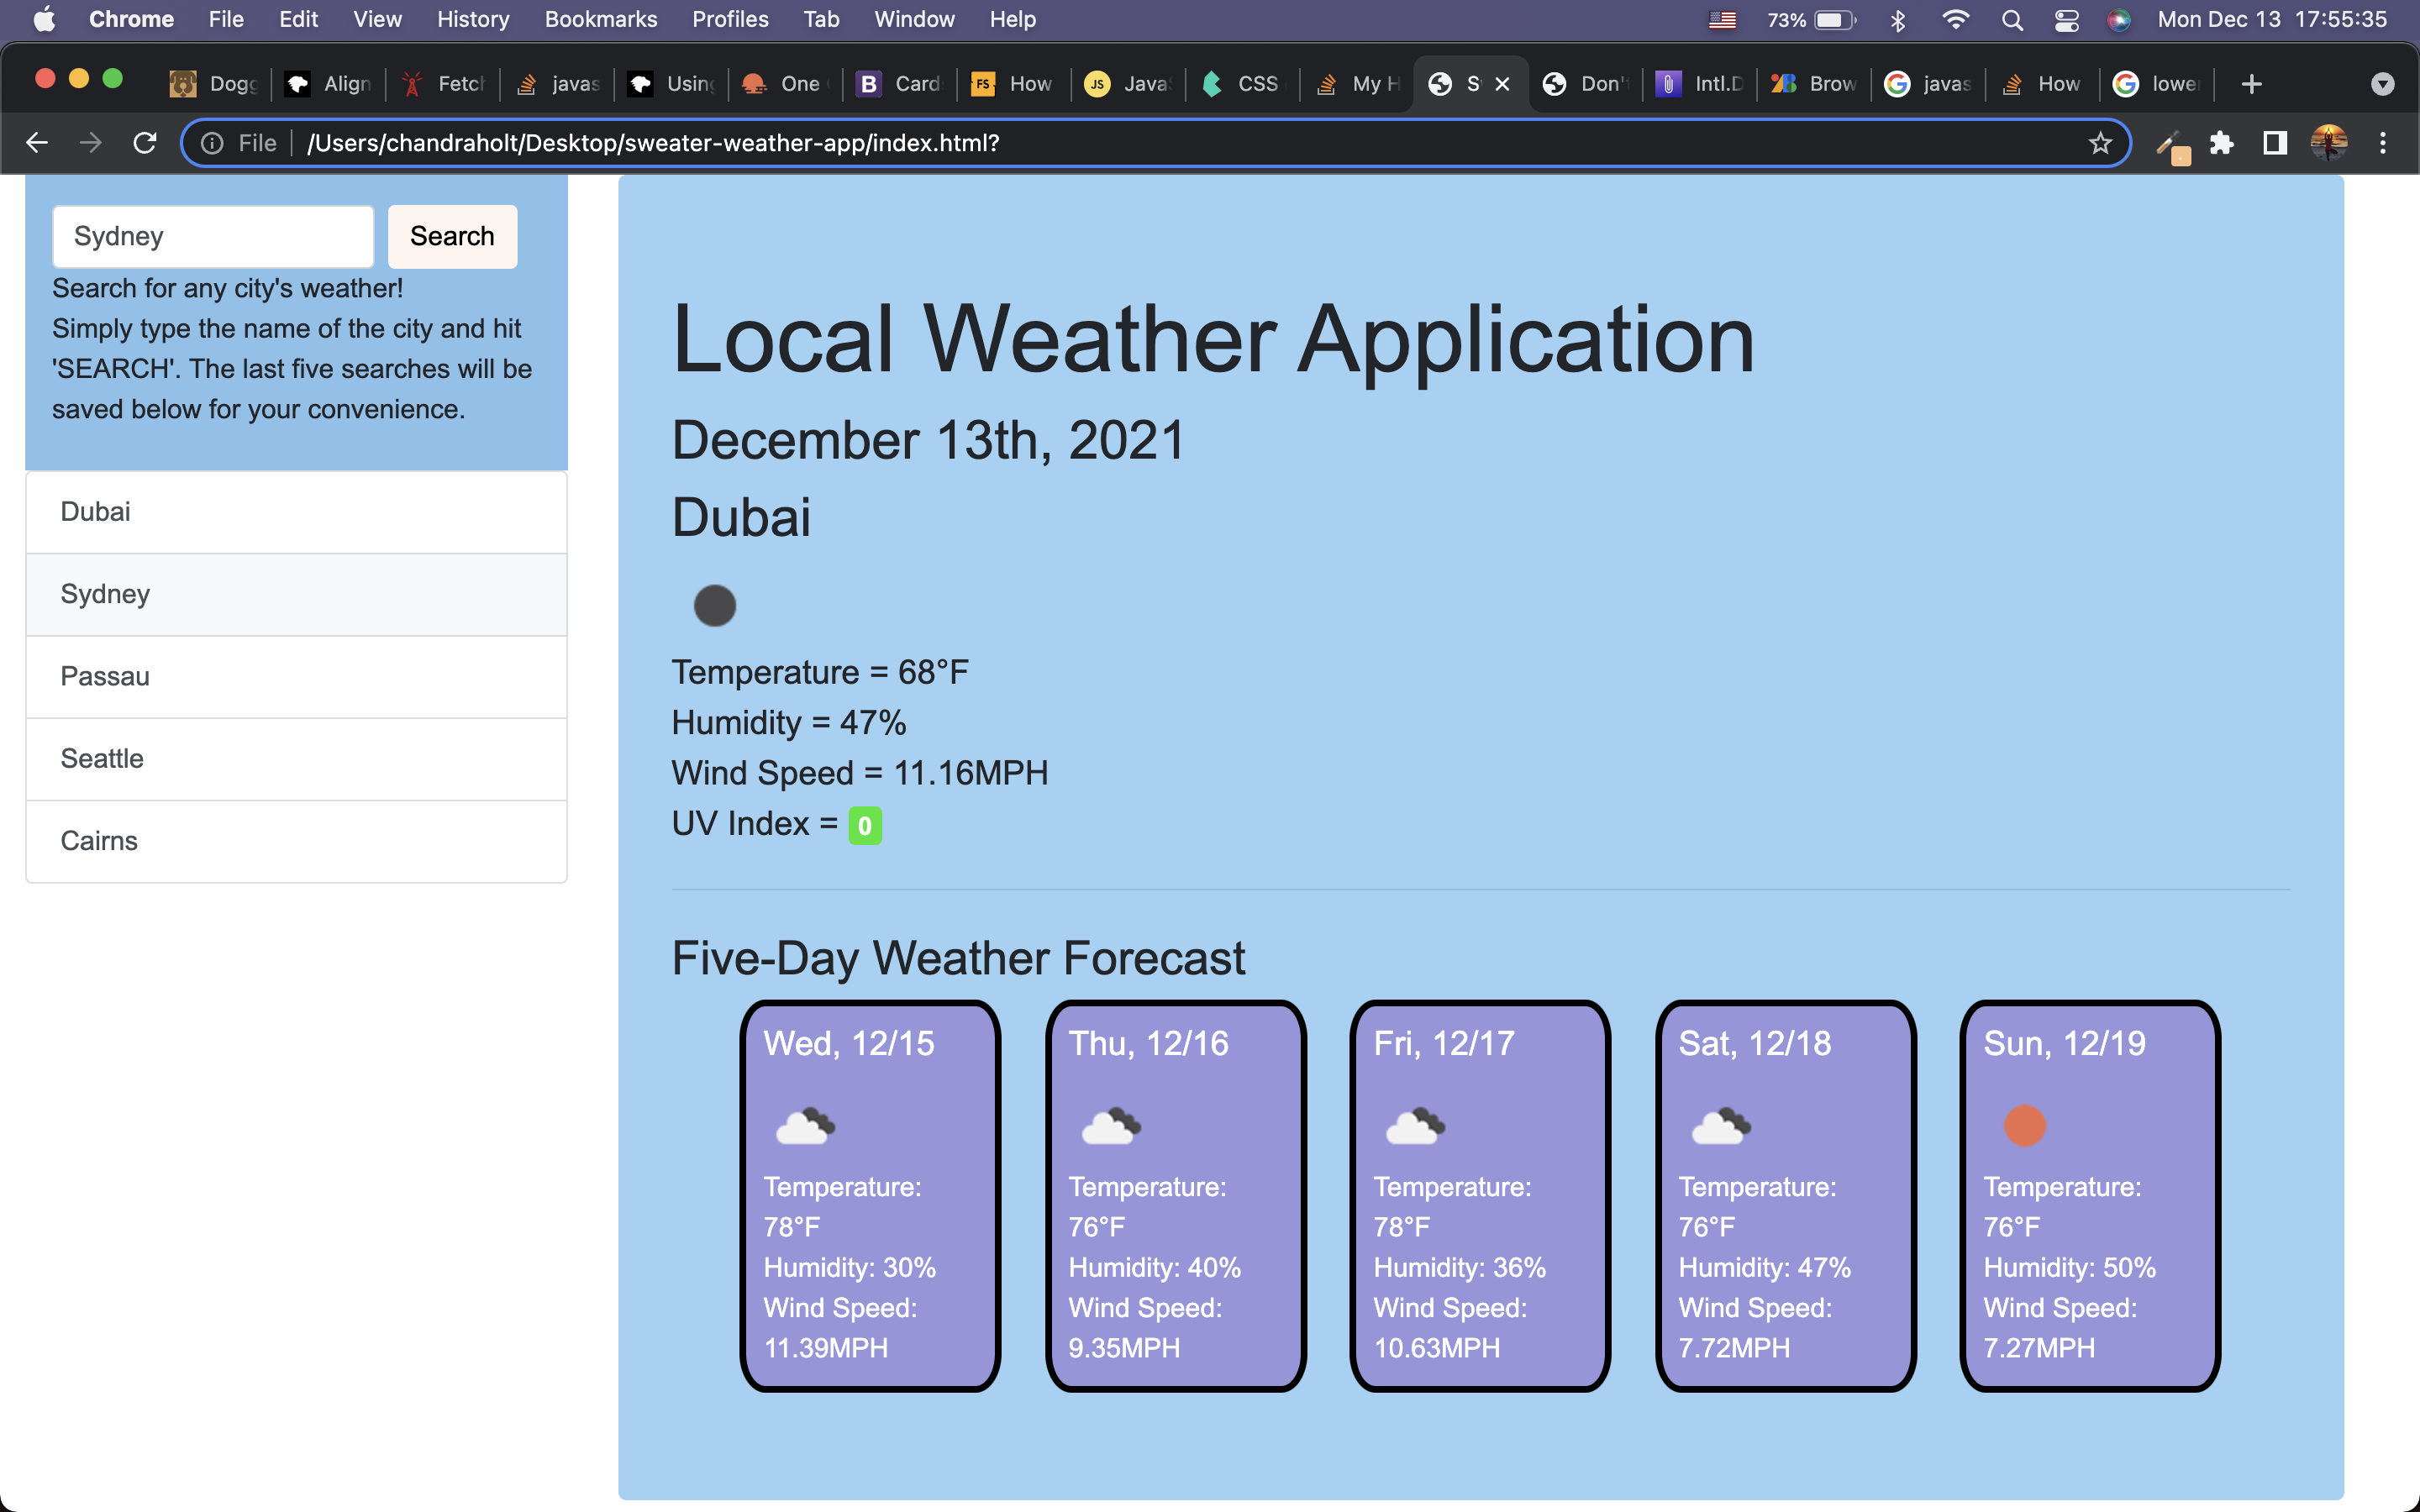 Chrome File Edit View History Bookmarks Profiles Tab Window Help 73% Mon Dec 13 17:55:35
Dogg Align Fetch javas Using One B Card FS How JS Java CSS My H S Don' Intl.D Brow javas How lowe
File /Users/chandraholt/Desktop/sweater-weather-app/index.html?
Sydney Search
Search for any city's weather!
Simply type the name of the city and hit
'SEARCH'. The last five searches will be
saved below for your convenience.
Dubai
Sydney
Passau
Seattle
Cairns
Local Weather Application
December 13th, 2021
Dubai
Temperature = 68°F
Humidity = 47%
Wind Speed = 11.16MPH
UV Index = 0
Five-Day Weather Forecast
Wed, 12/15
Temperature:
78°F
Humidity: 30%
Wind Speed:
11.39MPH
Thu, 12/16
Temperature:
76°F
Humidity: 40%
Wind Speed:
9.35MPH
Fri, 12/17
Temperature:
78°F
Humidity: 36%
Wind Speed:
10.63MPH
Sat, 12/18
Temperature:
76°F
Humidity: 47%
Wind Speed:
7.72MPH
Sun, 12/19
Temperature:
76°F
Humidity: 50%
Wind Speed:
7.27MPH